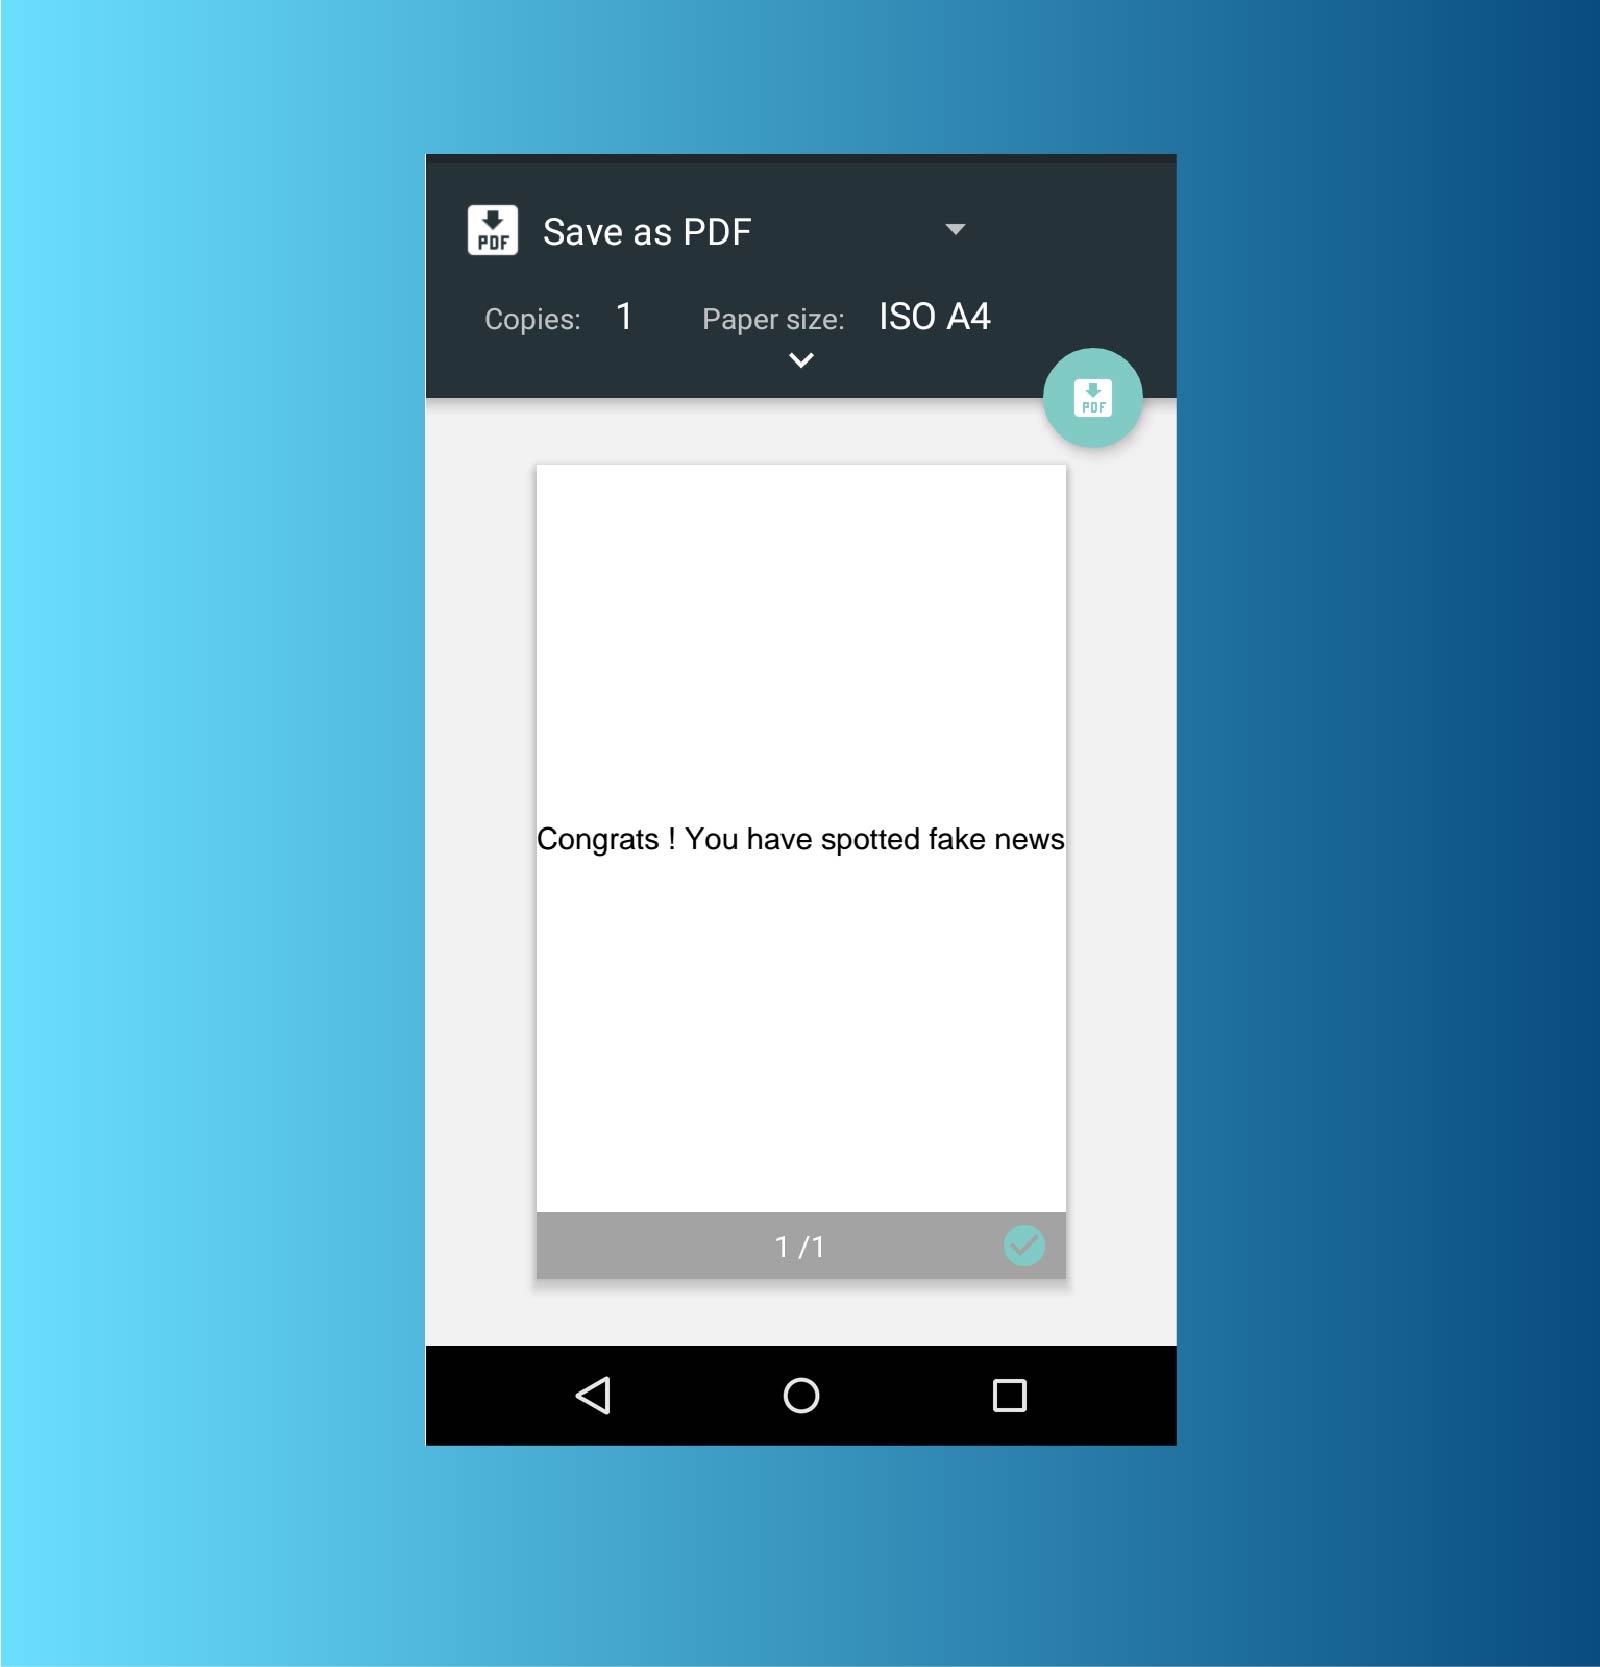 PDF Save as PDF
Copies: 1 Paper size: ISO A4
PDF
Congrats ! You have spotted fake news
1 /1